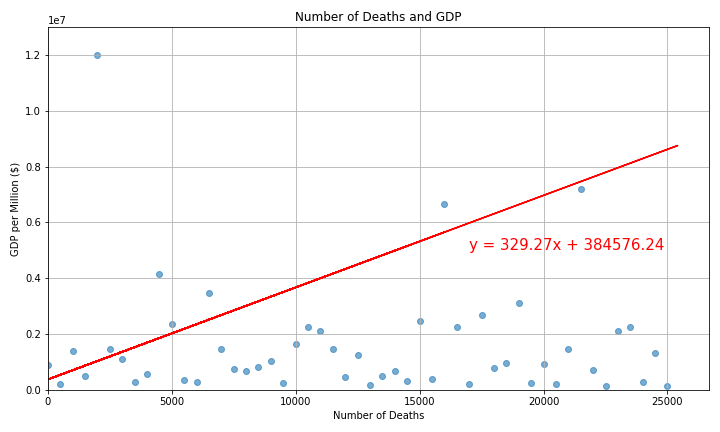 Number of Deaths and GDP
1e7
1.2
1.0
0.8
0.6
0.4
0.2
0.0
GDP per Million ($)
y = 329.27x + 384576.24
0 5000 10000 15000 20000 25000
Number of Deaths